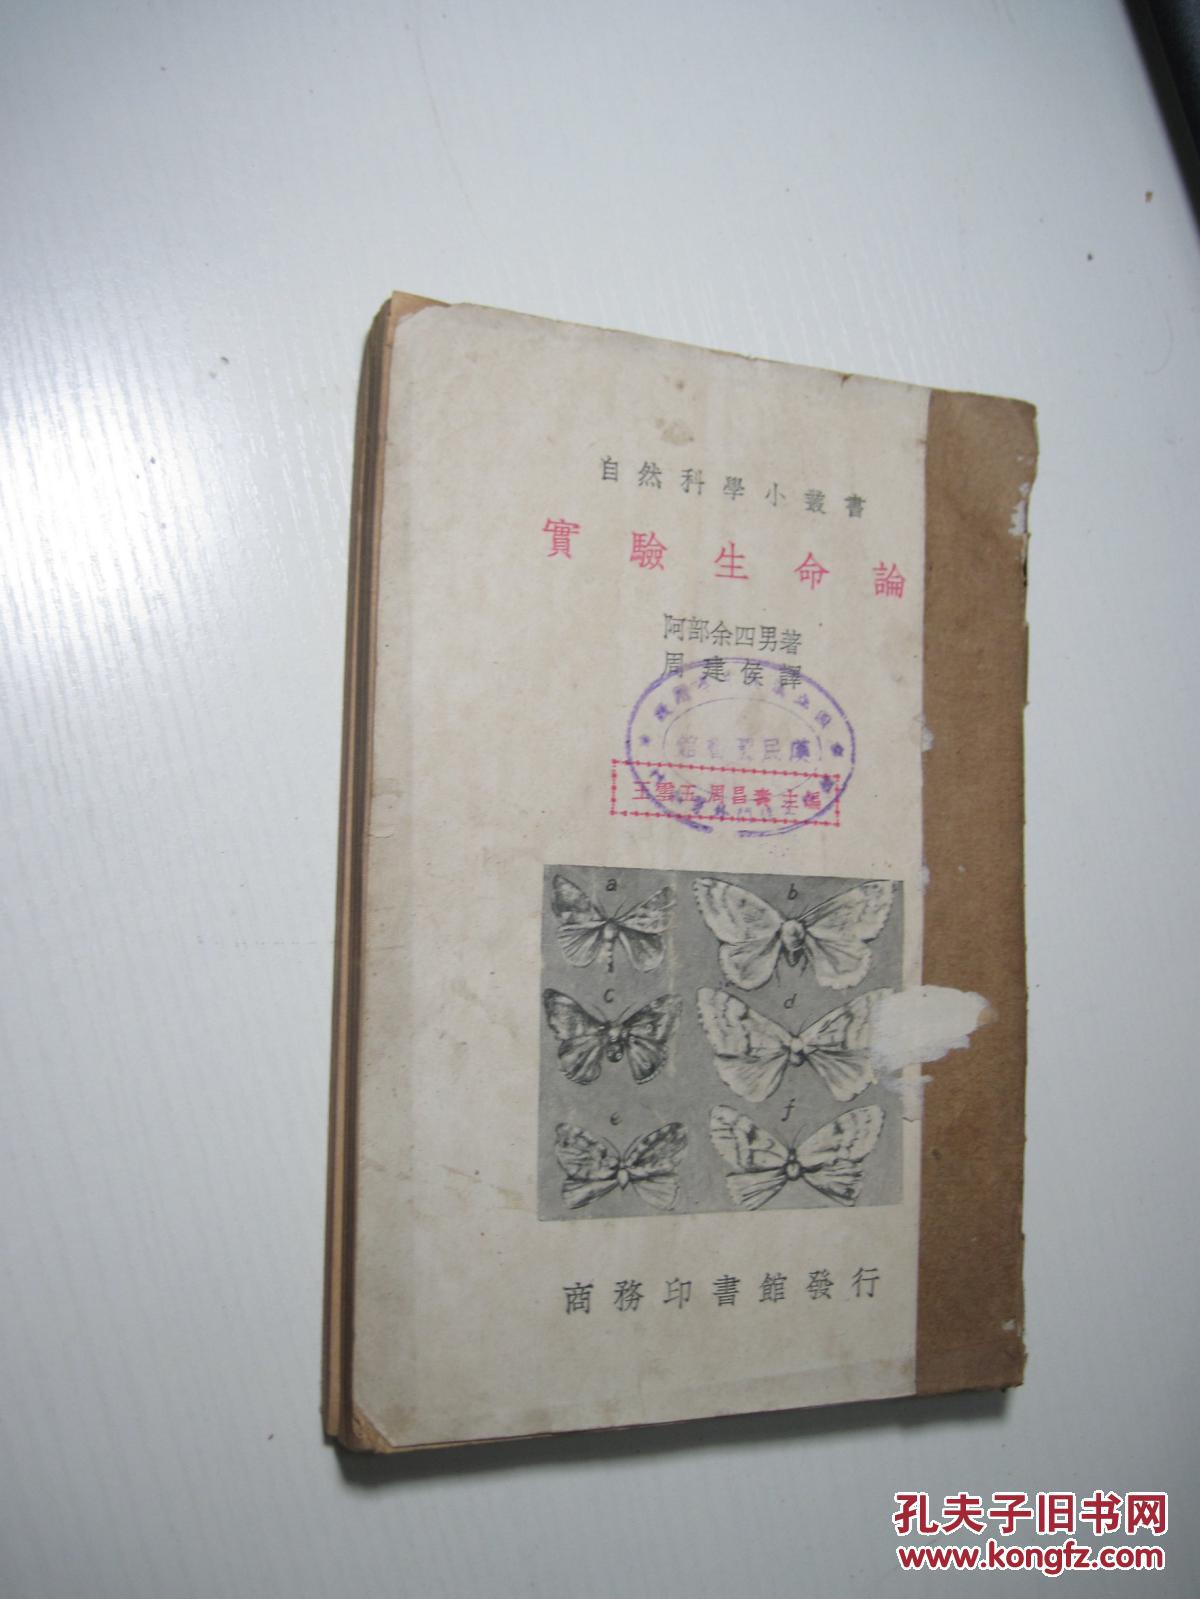 自然科學小叢書
實驗生命論
阿部余四男著
周建侯譯
王雲五周昌壽主編
a
b
c
d
e
f
商務印書館發行
孔夫子旧书网
www.kongfz.com